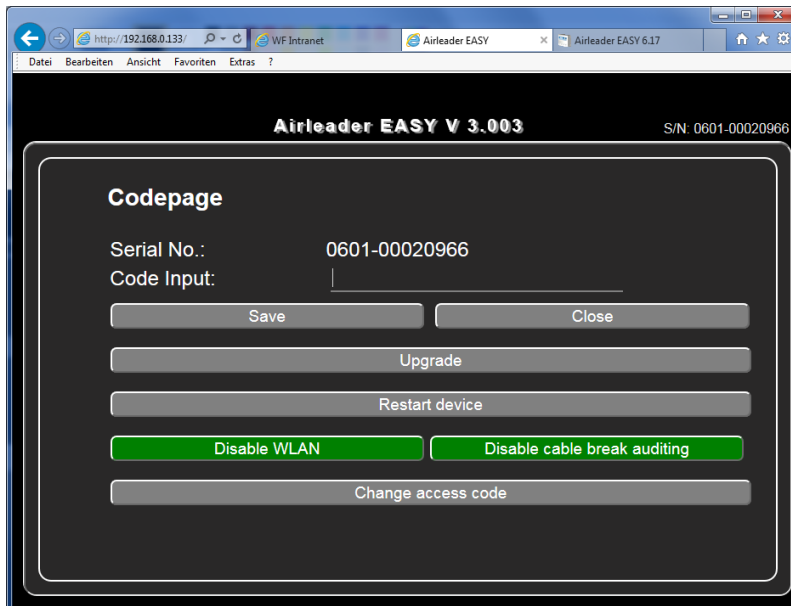 http://192.168.0.133/ WF Intranet Airleader EASY Airleader EASY 6.17
Datei Bearbeiten Ansicht Favoriten Extras ?
Airleader EASY V 3.003 S/N: 0601-00020966
Codepage
Serial No.: 0601-00020966
Code Input:
Save Close
Upgrade
Restart device
Disable WLAN Disable cable break auditing
Change access code